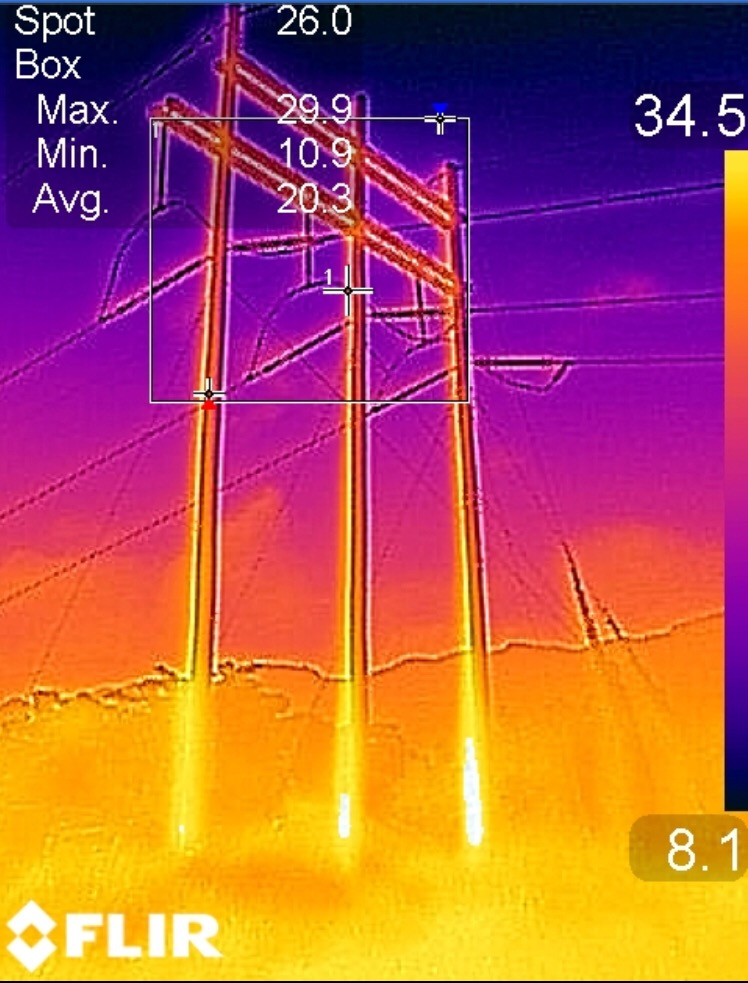 Spot 26.0
Box
Max. 29.9
Min. 10.9
Avg. 20.3
34.5
1
8.1
FLIR